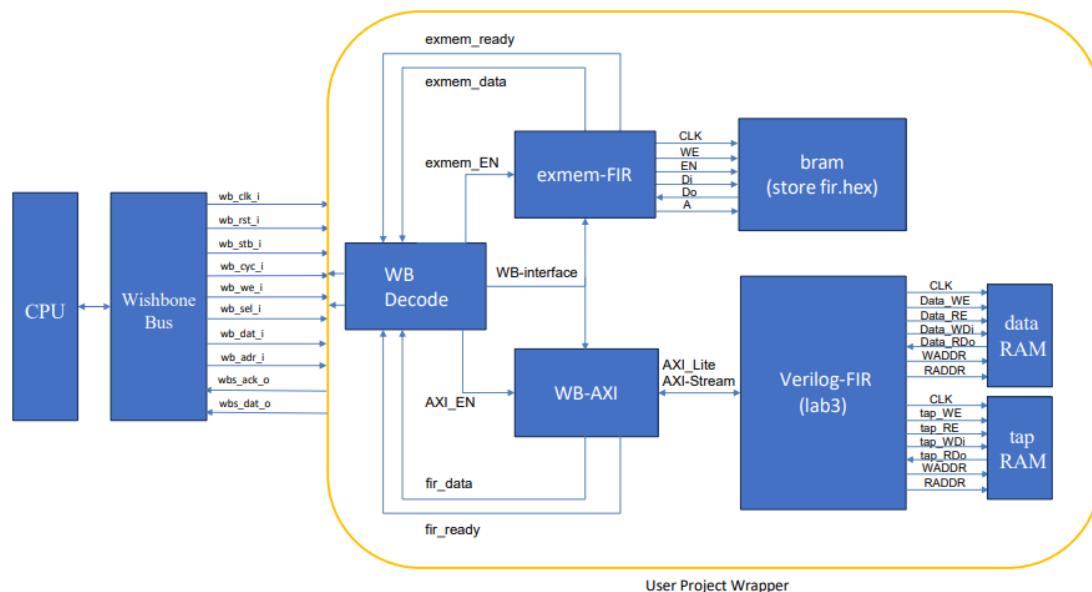 exmem_ready
exmem_data
exmem_EN
exmem-FIR
CLK
WE
EN
Di
Do
A
bram
(store fir.hex)
CPU
Wishbone
Bus
wb_clk_i
wb_rst_i
wb_stb_i
wb_cyc_i
wb_we_i
wb_sel_i
wb_dat_i
wb_adr_i
wbs_ack_o
wbs_dat_o
WB
Decode
WB-interface
AXI_EN
WB-AXI
AXI_Lite
AXI-Stream
fir_data
fir_ready
Verilog-FIR
(lab3)
CLK
Data_WE
Data_RE
Data_WDi
Data_RDo
WADDR
RADDR
data
RAM
CLK
tap_WE
tap_RE
tap_WDi
tap_RDo
WADDR
RADDR
tap
RAM
User Project Wrapper